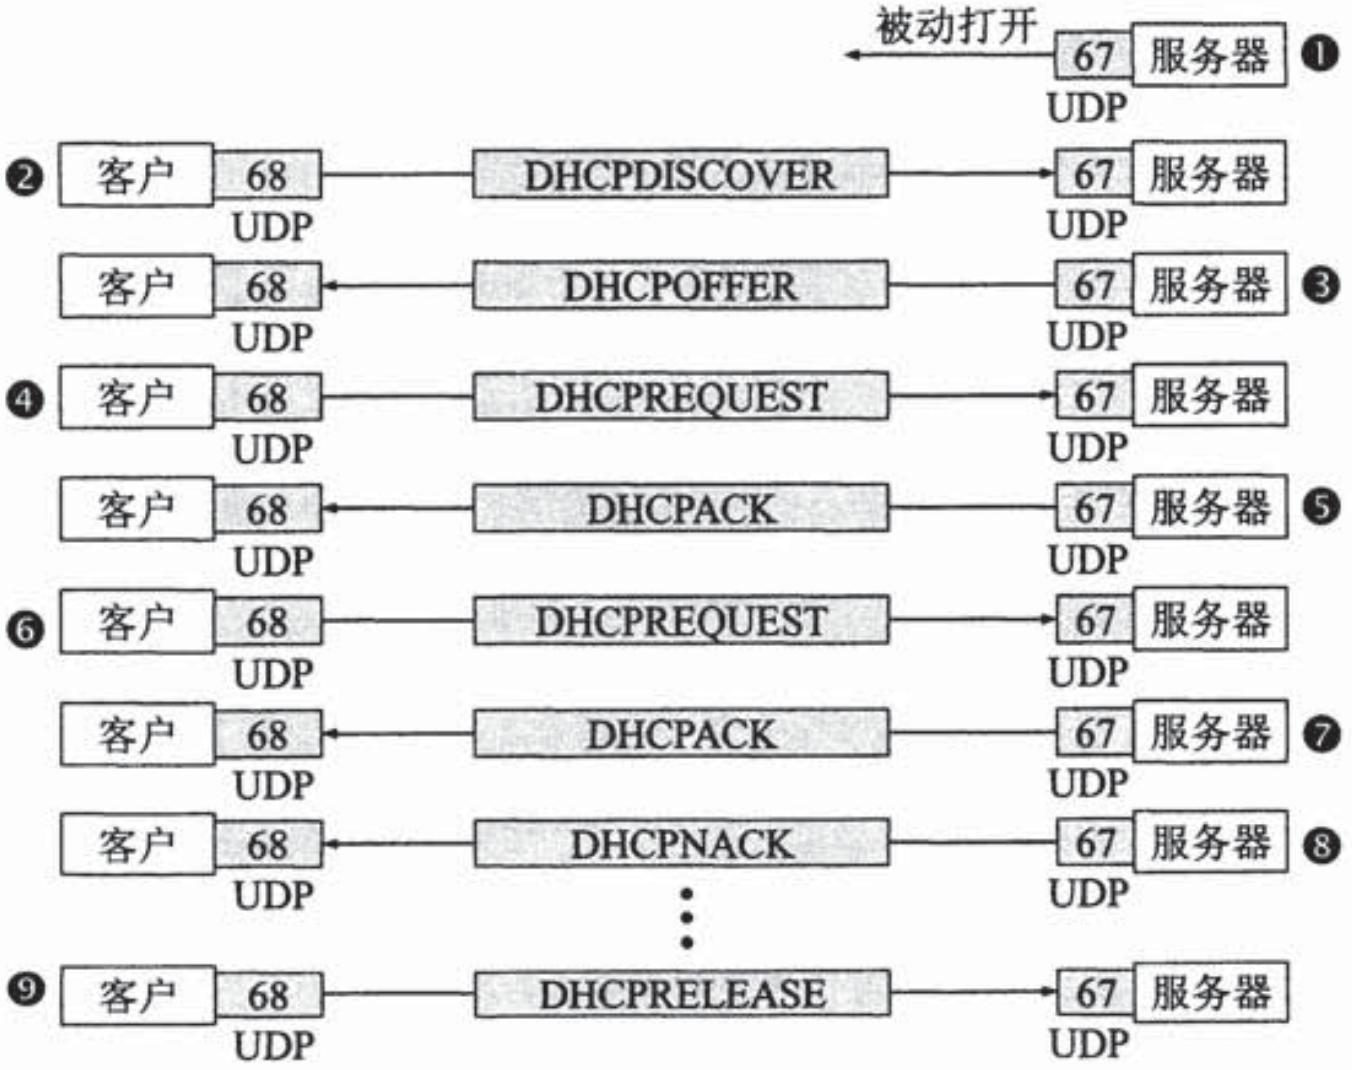 被动打开
67 服务器 ❶
UDP
❷ 客户 68 DHCPDISCOVER 67 服务器
UDP UDP
客户 68 DHCPOFFER 67 服务器 ❸
UDP UDP
❹ 客户 68 DHCPREQUEST 67 服务器
UDP UDP
客户 68 DHCPACK 67 服务器 ❺
UDP UDP
❻ 客户 68 DHCPREQUEST 67 服务器
UDP UDP
客户 68 DHCPACK 67 服务器 ❼
UDP UDP
客户 68 DHCPNACK 67 服务器 ❽
UDP UDP
❾ 客户 68 DHCPRELEASE 67 服务器
UDP UDP